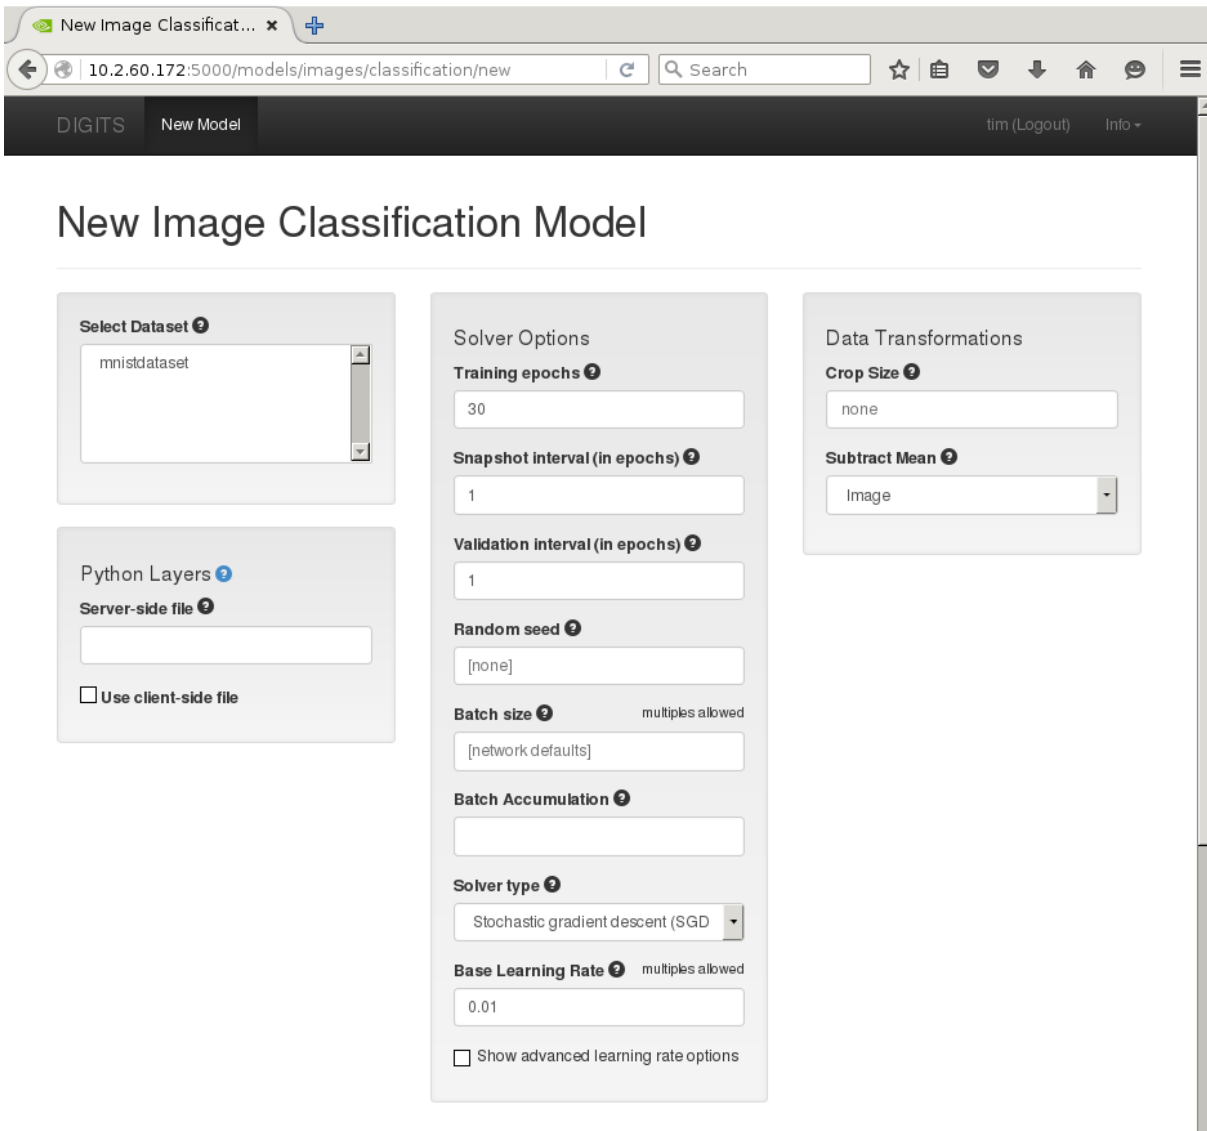 New Image Classificat...
10.2.60.172:5000/models/images/classification/new
Search
DIGITS
New Model
tim (Logout)
Info
New Image Classification Model
Select Dataset
mnistdataset
Python Layers
Server-side file
Use client-side file
Solver Options
Training epochs
30
Snapshot interval (in epochs)
1
Validation interval (in epochs)
1
Random seed
[none]
Batch size
multiples allowed
[network defaults]
Batch Accumulation
Solver type
Stochastic gradient descent (SGD
Base Learning Rate
multiples allowed
0.01
Show advanced learning rate options
Data Transformations
Crop Size
none
Subtract Mean
Image